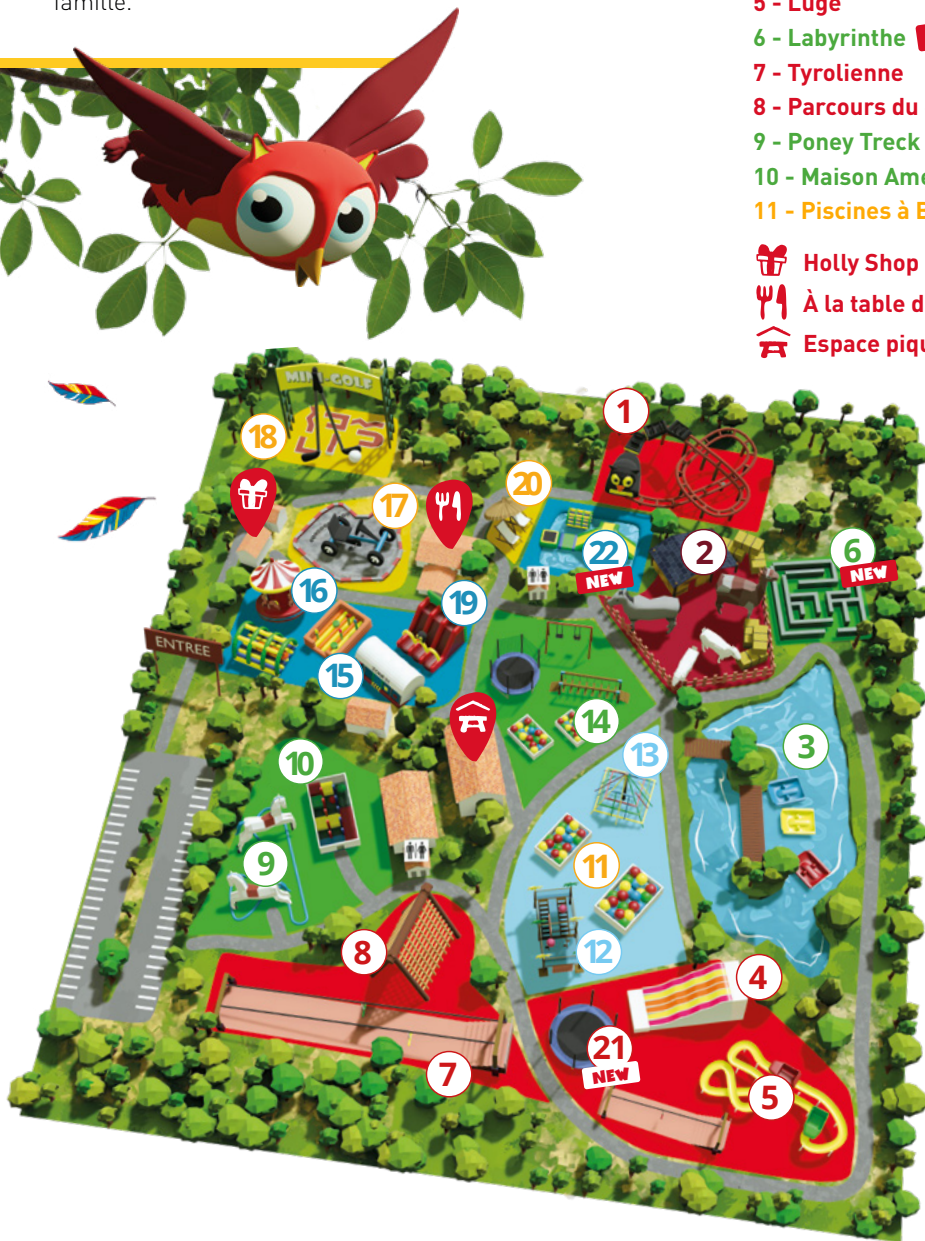 famille.
5 - Luge
6 - Labyrinthe
7 - Tyrolienne
8 - Parcours du
9 - Poney Treck
10 - Maison
11 - Piscines à
Holly Shop
À la table
Espace
MINI-GOLF
1
18
20
17
22
NEW
2
6
NEW
16
19
ENTREE
15
14
3
13
10
11
9
12
8
4
21
NEW
7
5